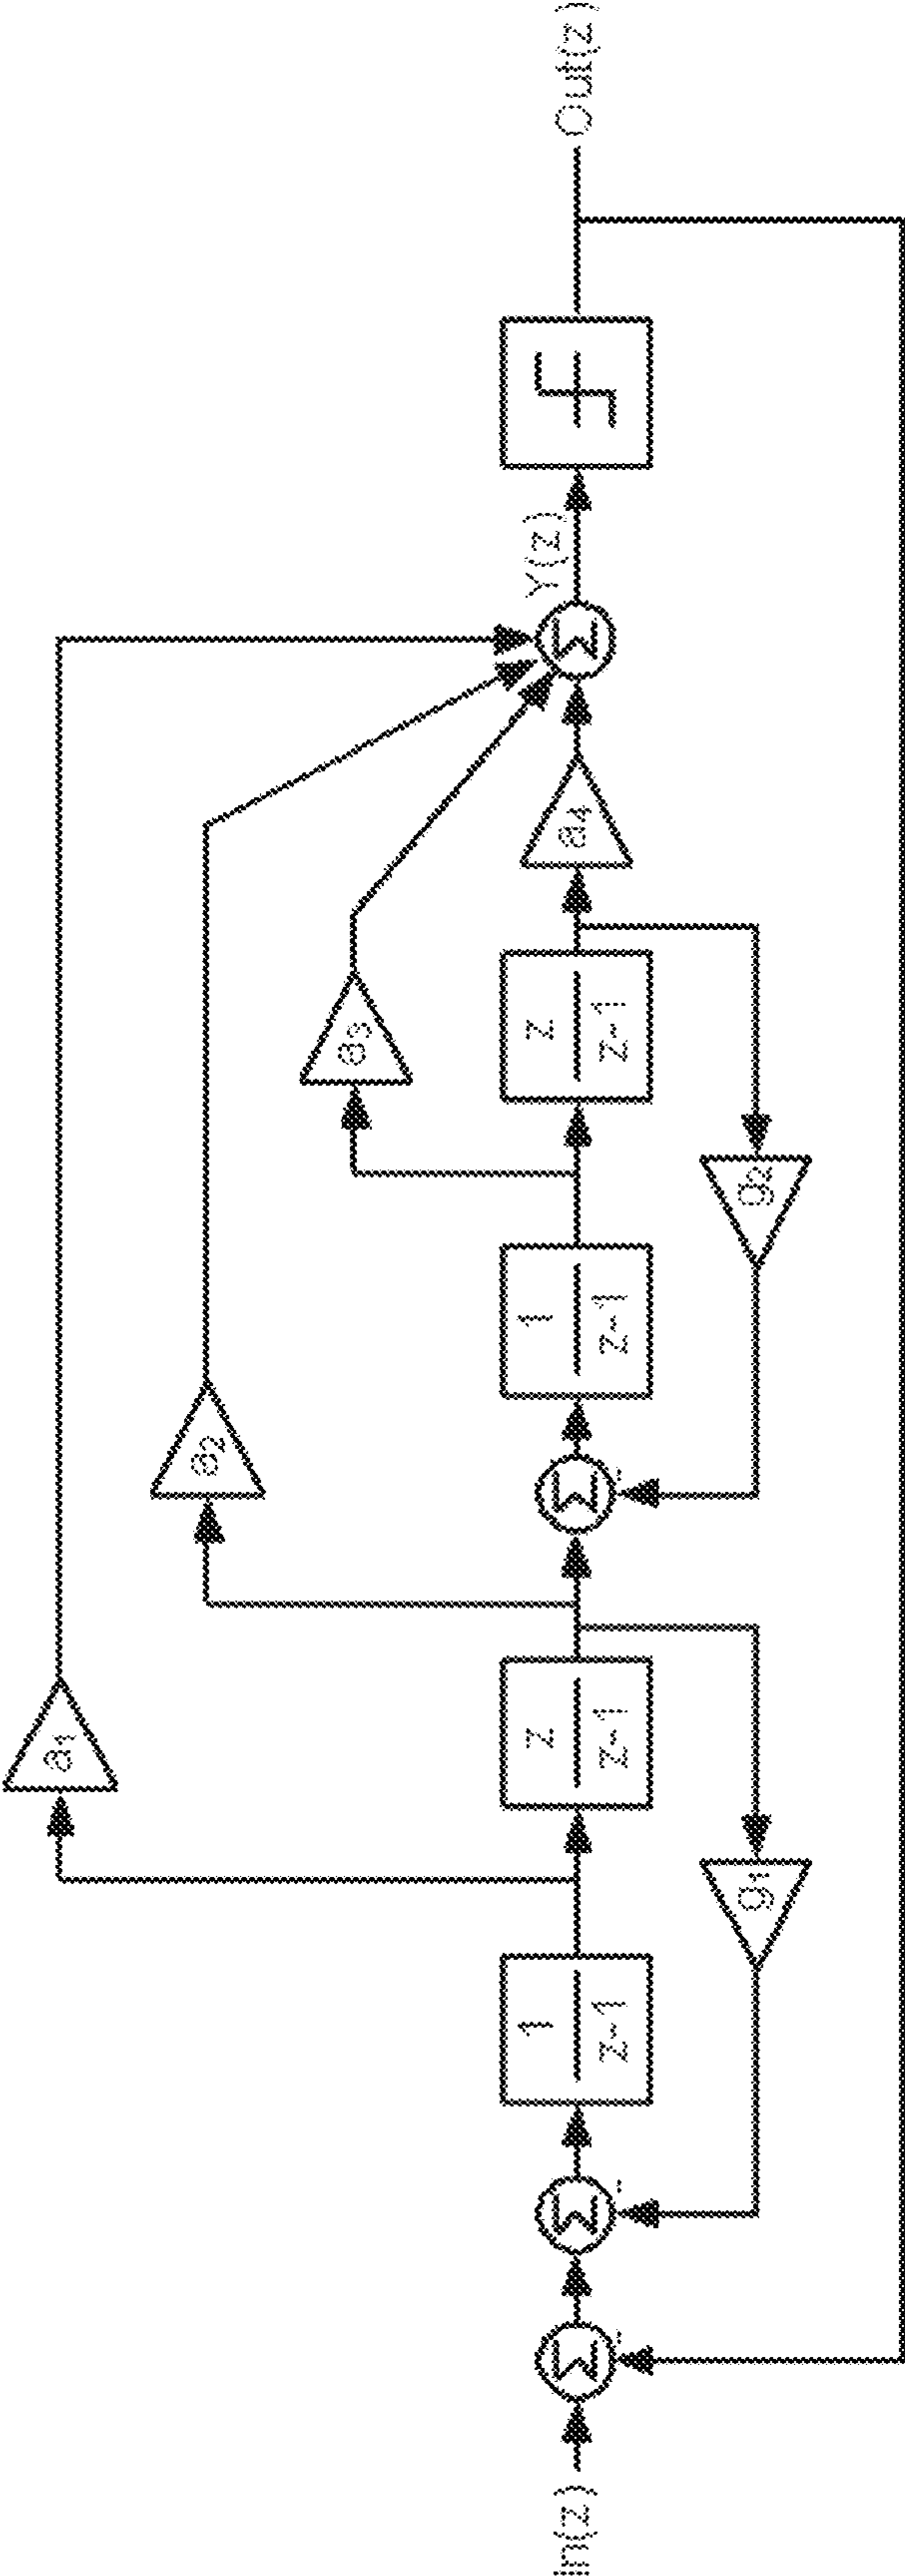 In(z)
Σ
Σ
1
z-1
a1
z
z-1
g1
a2
Σ
1
z-1
a3
z
z-1
g2
a4
Σ
Y(z)
Out(z)
-
-
-